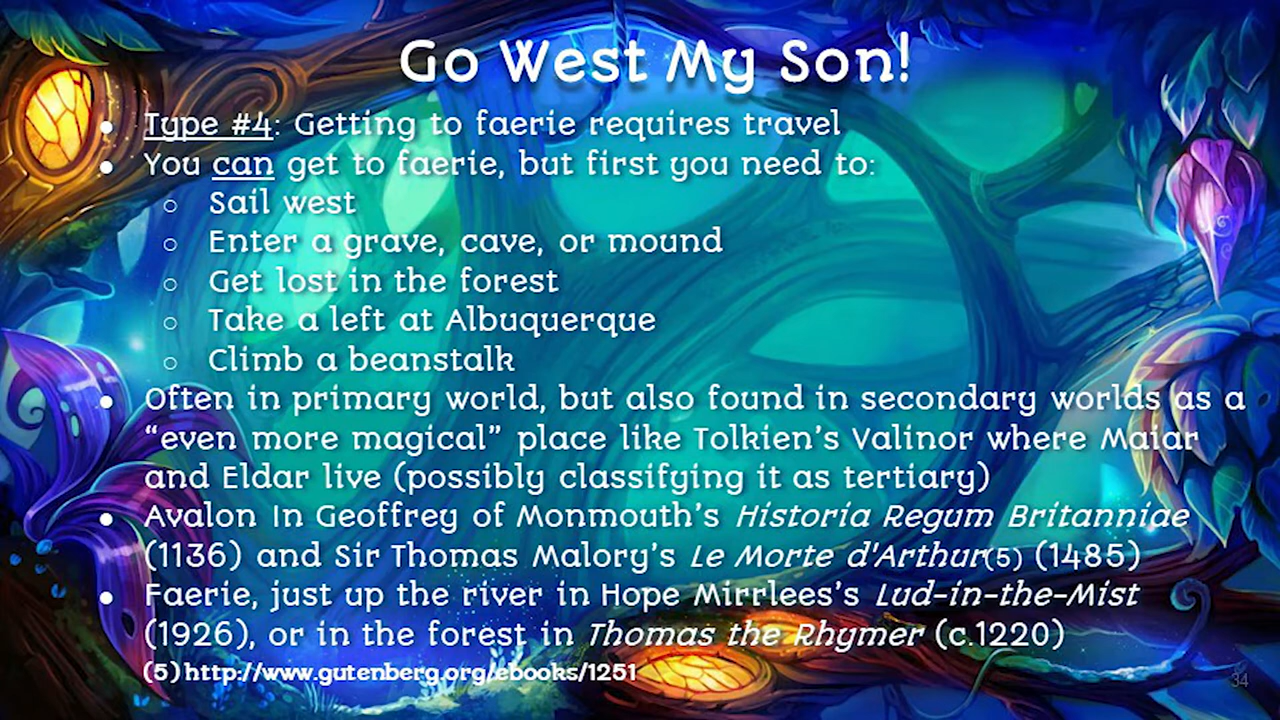 Go West My Son!
• Type #4: Getting to faerie requires travel
• You can get to faerie, but first you need to:
○ Sail west
○ Enter a grave, cave, or mound
○ Get lost in the forest
○ Take a left at Albuquerque
○ Climb a beanstalk
• Often in primary world, but also found in secondary worlds as a
“even more magical” place like Tolkien’s Valinor where Maiar
and Eldar live (possibly classifying it as tertiary)
• Avalon In Geoffrey of Monmouth’s Historia Regum Britanniae
(1136) and Sir Thomas Malory’s Le Morte d'Arthur(5) (1485)
• Faerie, just up the river in Hope Mirrlees’s Lud-in-the-Mist
(1926), or in the forest in Thomas the Rhymer (c.1220)
(5) http://www.gutenberg.org/ebooks/1251
34